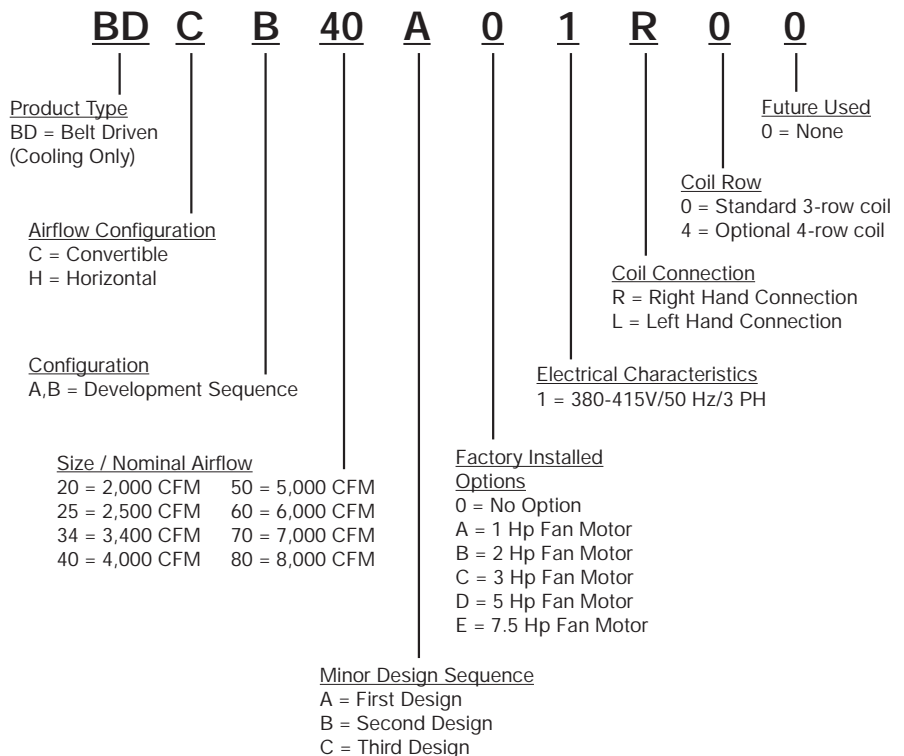 BD C B 40 A 0 1 R 0 0
Product Type
BD = Belt Driven
(Cooling Only)
Future Used
0 = None
Coil Row
0 = Standard 3-row coil
4 = Optional 4-row coil
Airflow Configuration
C = Convertible
H = Horizontal
Coil Connection
R = Right Hand Connection
L = Left Hand Connection
Configuration
A,B = Development Sequence
Electrical Characteristics
1 = 380-415V/50 Hz/3 PH
Size / Nominal Airflow
20 = 2,000 CFM 50 = 5,000 CFM
25 = 2,500 CFM 60 = 6,000 CFM
34 = 3,400 CFM 70 = 7,000 CFM
40 = 4,000 CFM 80 = 8,000 CFM
Factory Installed
Options
0 = No Option
A = 1 Hp Fan Motor
B = 2 Hp Fan Motor
C = 3 Hp Fan Motor
D = 5 Hp Fan Motor
E = 7.5 Hp Fan Motor
Minor Design Sequence
A = First Design
B = Second Design
C = Third Design